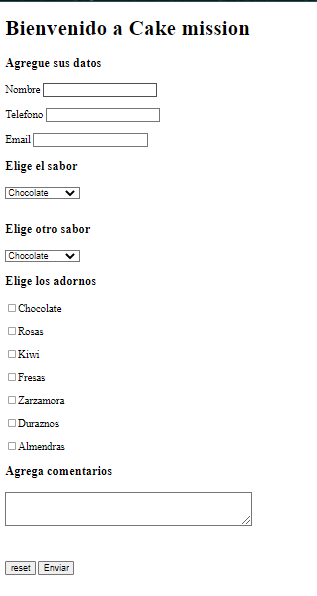 Bienvenido a Cake mission
Agregue sus datos
Nombre
Telefono
Email
Elige el sabor
Chocolate
Elige otro sabor
Chocolate
Elige los adornos
Chocolate
Rosas
Kiwi
Fresas
Zarzamora
Duraznos
Almendras
Agrega comentarios
reset Enviar